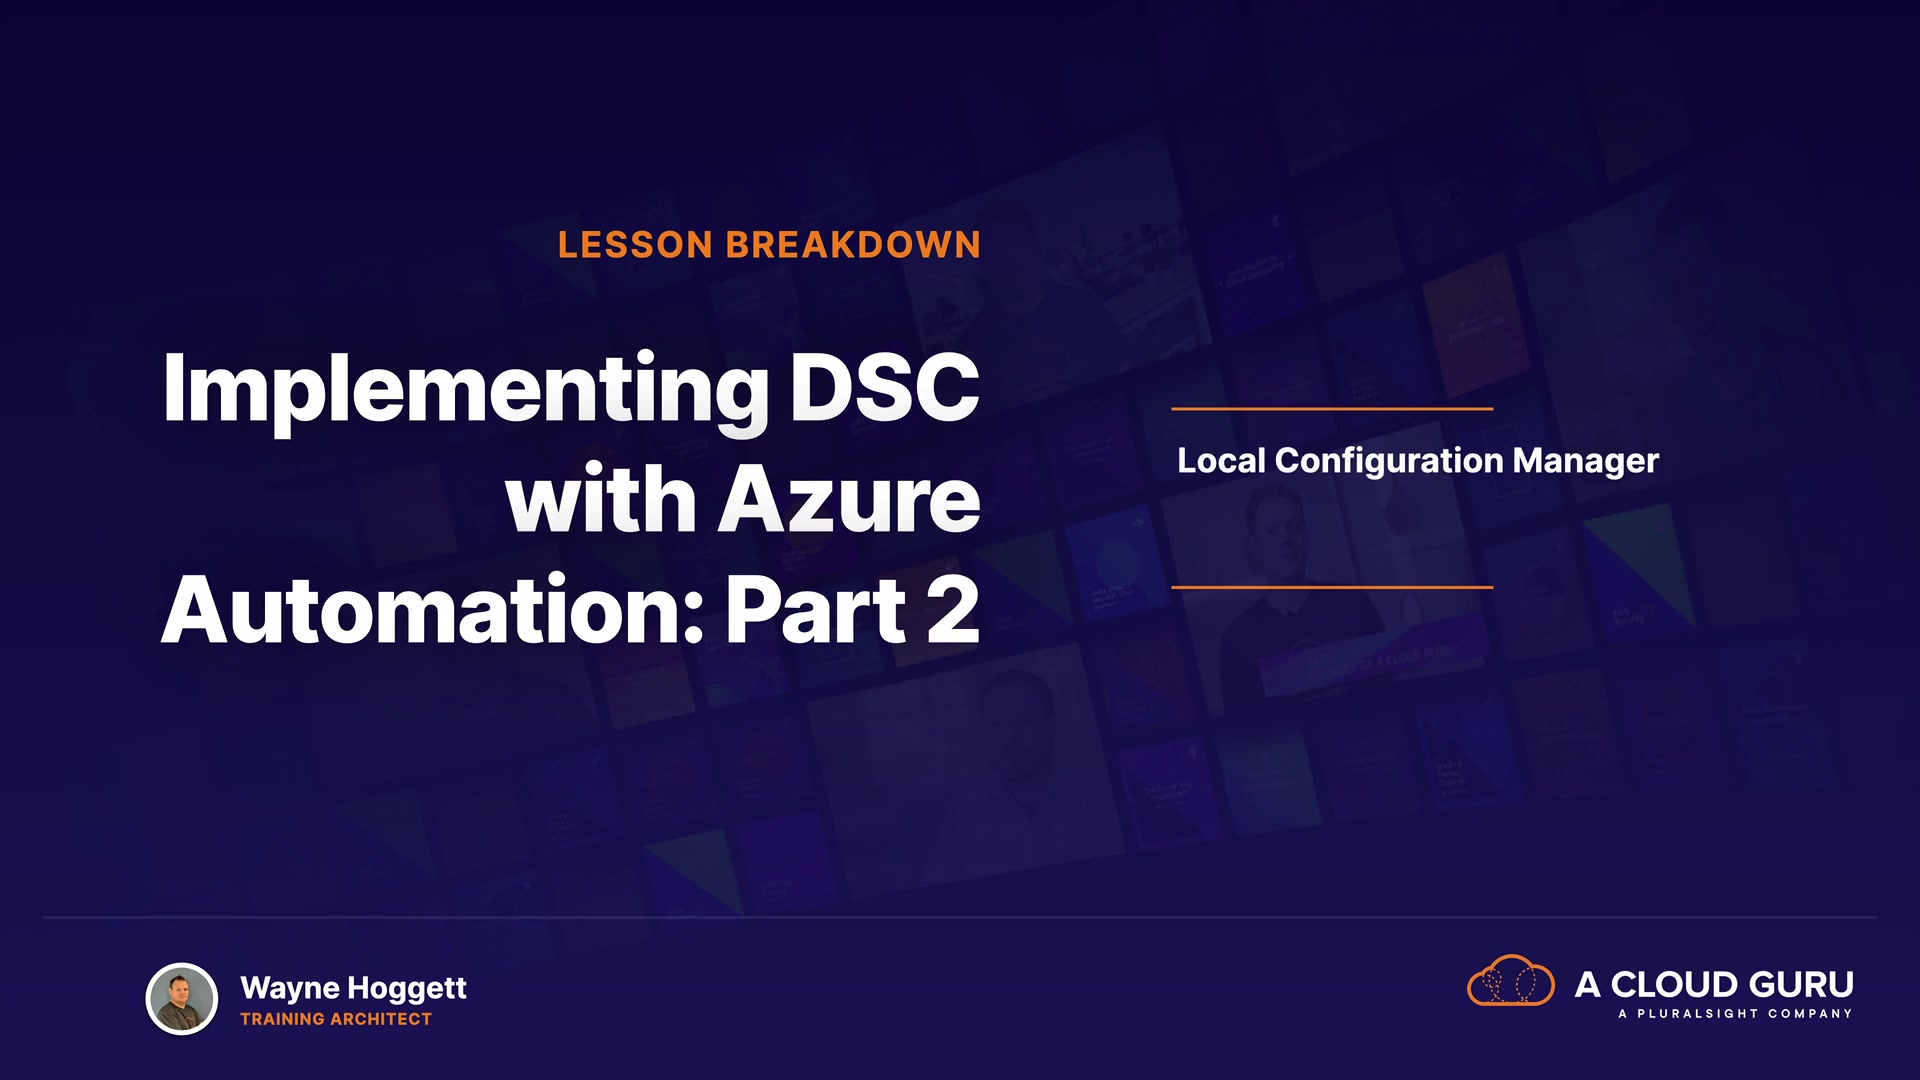 LESSON BREAKDOWN
Implementing DSC
with Azure
Automation: Part 2
Local Configuration Manager
Wayne Hoggett
TRAINING ARCHITECT
A CLOUD GURU
A PLURALSIGHT COMPANY